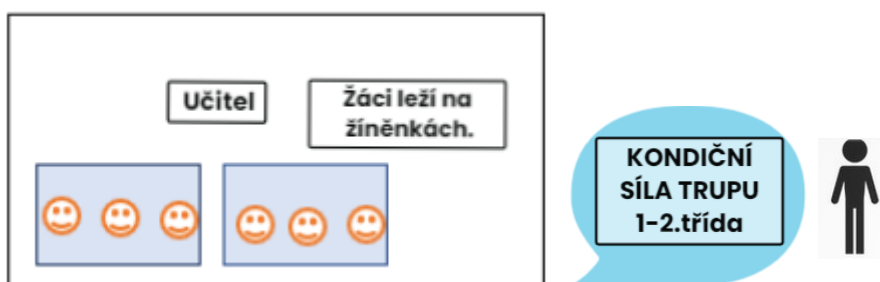 Učitel
Žáci leží na
žíněnkách.
KONDIČNÍ
SÍLA TRUPU
1-2.třída